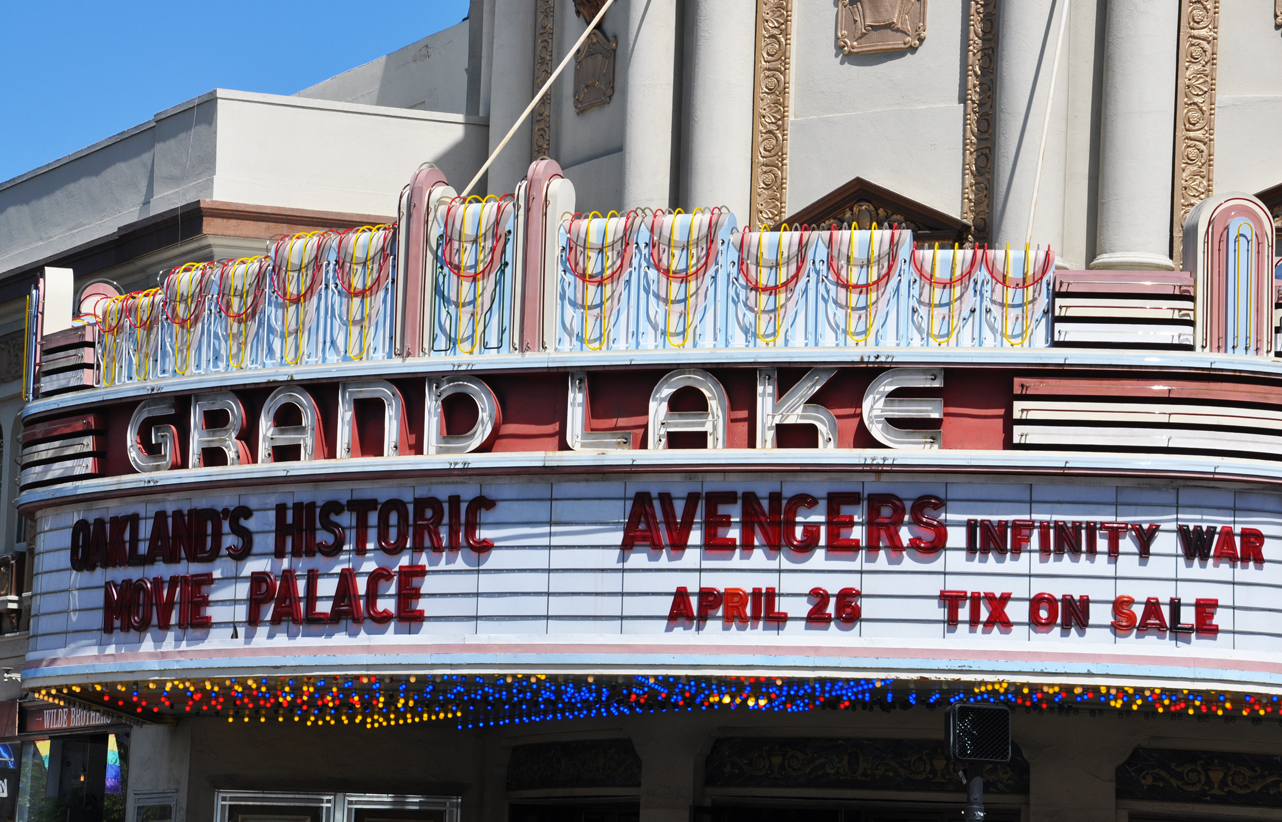 GRAND LAKE
OAKLAND'S HISTORIC
MOVIE PALACE
AVENGERS INFINITY WAR
APRIL 26 TIX ON SALE
WILDE BROTHERS